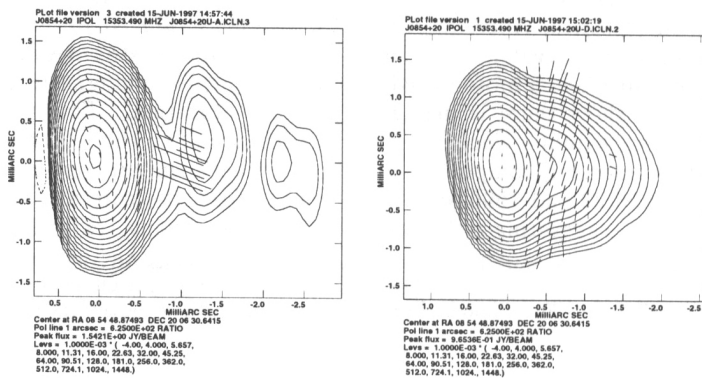 PLot file version 3 created 15-JUN-1997 14:57:44
J0854+20 IPOL 15353.490 MHZ J0854+20U-A.ICLN.3
1.5
1.0
0.5
0.0
-0.5
-1.0
-1.5
MilliARC SEC
0.5 0.0 -0.5 -1.0 -1.5 -2.0 -2.5
MilliARC SEC
Center at RA 08 54 48.87493 DEC 20 06 30.6415
Pol line 1 arcsec = 6.2500E+02 RATIO
Peak flux = 1.5421E+00 JY/BEAM
Levs = 1.0000E-03 * ( -4.00, 4.000, 5.657,
8.000, 11.31, 16.00, 22.63, 32.00, 45.25,
64.00, 90.51, 128.0, 181.0, 256.0, 362.0,
512.0, 724.1, 1024., 1448.)
PLot file version 1 created 15-JUN-1997 15:02:19
J0854+20 IPOL 15353.490 MHZ J0854+20U-D.ICLN.2
1.5
1.0
0.5
0.0
-0.5
-1.0
-1.5
MilliARC SEC
1.0 0.5 0.0 -0.5 -1.0 -1.5 -2.0 -2.5
MilliARC SEC
Center at RA 08 54 48.87493 DEC 20 06 30.6415
Pol line 1 arcsec = 6.2500E+02 RATIO
Peak flux = 9.6536E-01 JY/BEAM
Levs = 1.0000E-03 * ( -4.00, 4.000, 5.657,
8.000, 11.31, 16.00, 22.63, 32.00, 45.25,
64.00, 90.51, 128.0, 181.0, 256.0, 362.0,
512.0, 724.1, 1024., 1448.)